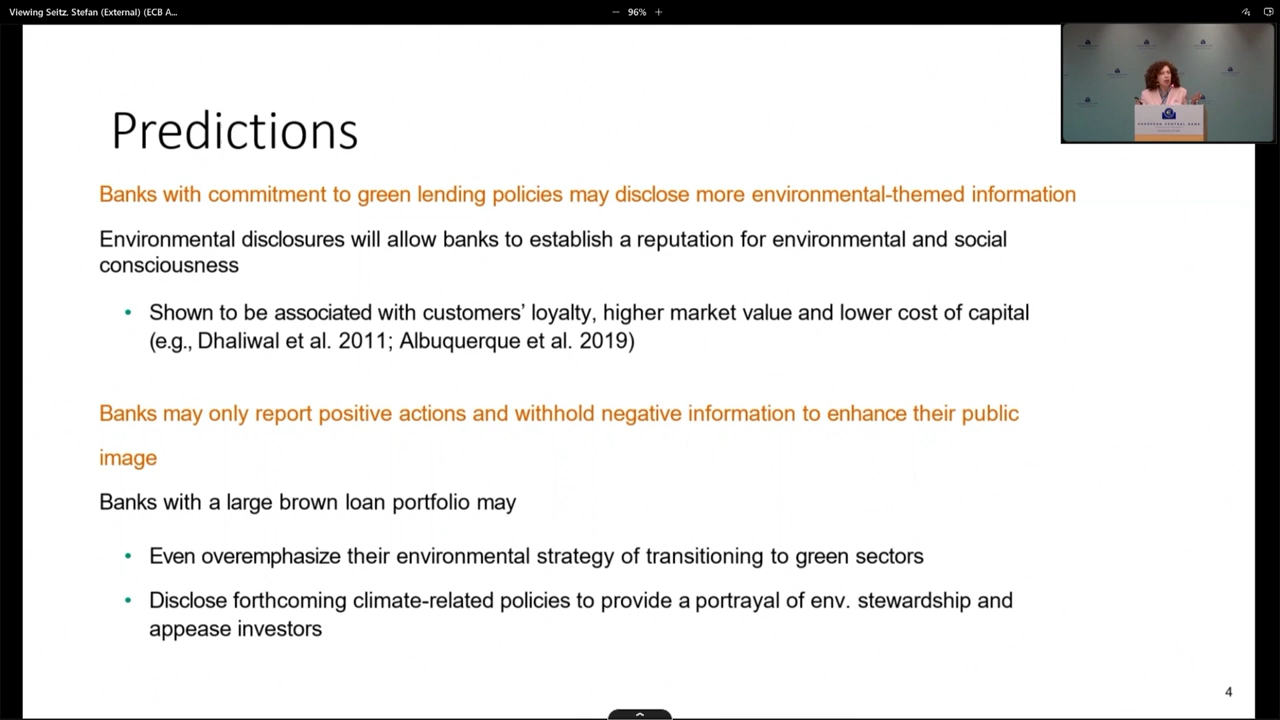 Viewing Seitz, Stefan (External) (ECB A...
96%
Predictions
Banks with commitment to green lending policies may disclose more environmental-themed information
Environmental disclosures will allow banks to establish a reputation for environmental and social
consciousness
• Shown to be associated with customers’ loyalty, higher market value and lower cost of capital
(e.g., Dhaliwal et al. 2011; Albuquerque et al. 2019)
Banks may only report positive actions and withhold negative information to enhance their public
image
Banks with a large brown loan portfolio may
• Even overemphasize their environmental strategy of transitioning to green sectors
• Disclose forthcoming climate-related policies to provide a portrayal of env. stewardship and
appease investors
4
EUROPEAN CENTRAL BANK